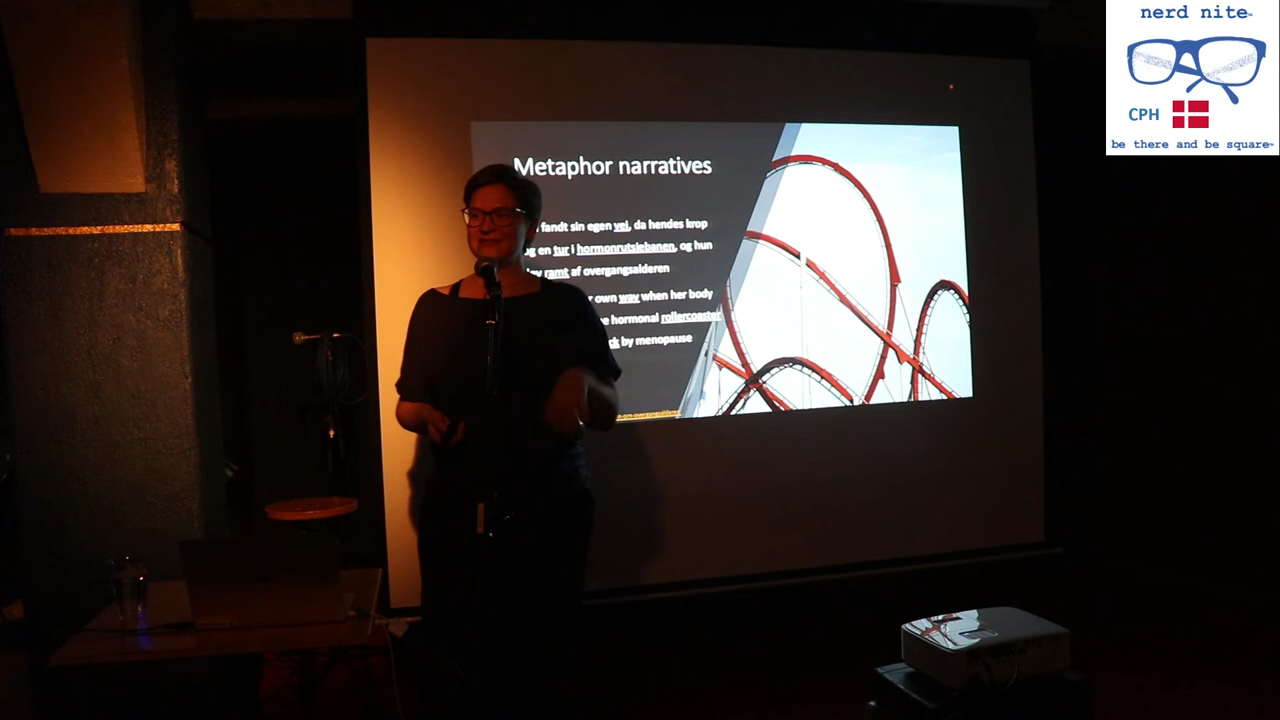 nerd nite
CPH
be there and be square
Metaphor narratives
fandt sin egen vej, da hendes krop
og en tur i hormonrutsjebanen, og hun
ramt af overgangsalderen
own way when her body
hormonal rollercoaster
by menopause